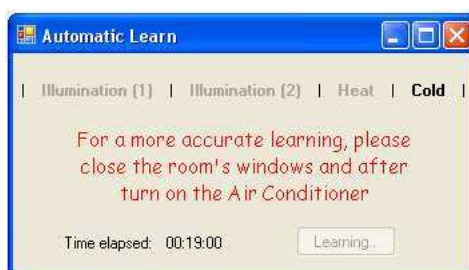 Automatic Learn
| Illumination (1) | Illumination (2) | Heat | Cold |
For a more accurate learning, please
close the room's windows and after
turn on the Air Conditioner
Time elapsed: 00:19:00 Learning..